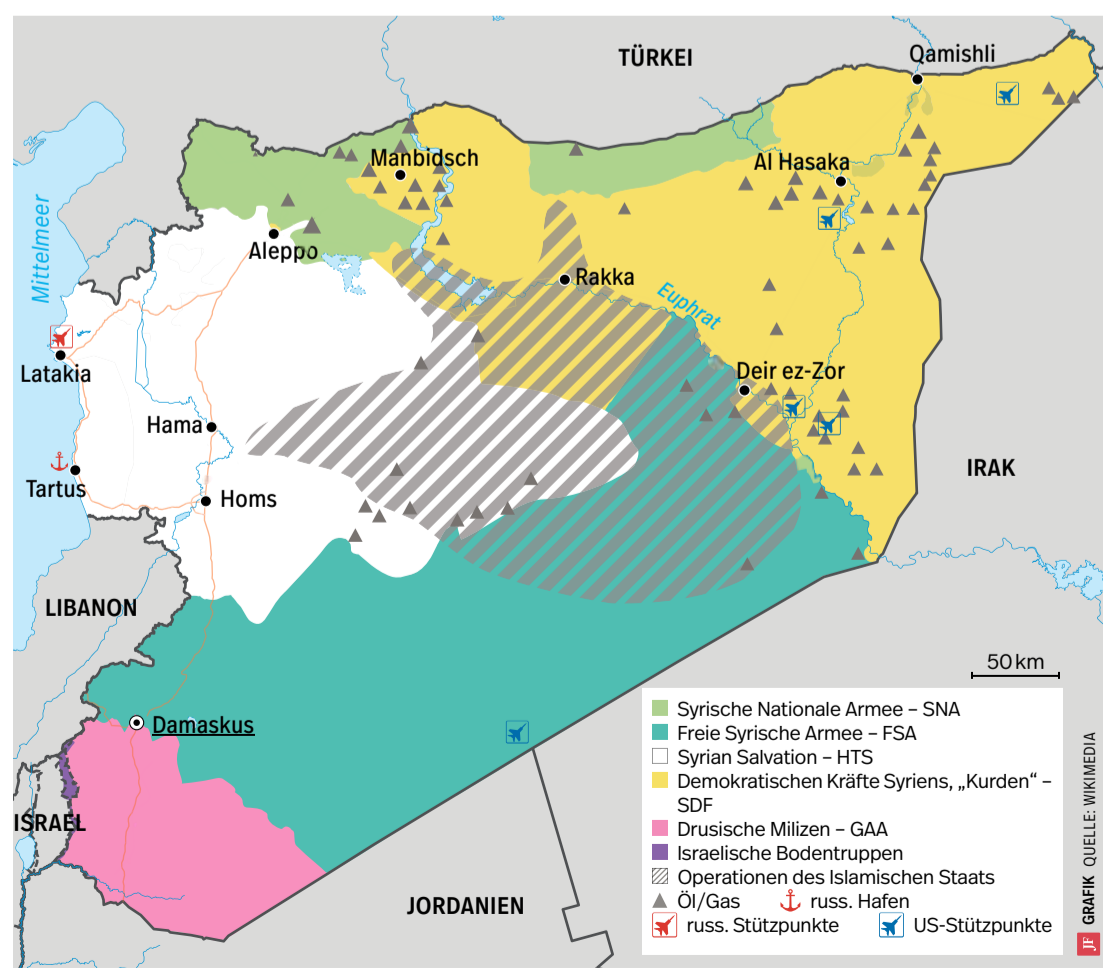 TÜRKEI
Qamishli
Manbidsch
Al Hasaka
Mittelmeer
Aleppo
Rakka
Euphrat
Latakia
Deir ez-Zor
Hama
Tartus
Homs
IRAK
LIBANON
50 km
Damaskus
ISRAEL
JORDANIEN
Syrische Nationale Armee – SNA
Freie Syrische Armee – FSA
Syrian Salvation – HTS
Demokratischen Kräfte Syriens, „Kurden“ –
SDF
Drusische Milizen – GAA
Israelische Bodentruppen
Operationen des Islamischen Staats
Öl/Gas
russ. Hafen
russ. Stützpunkte
US-Stützpunkte
JF GRAFIK QUELLE: WIKIMEDIA